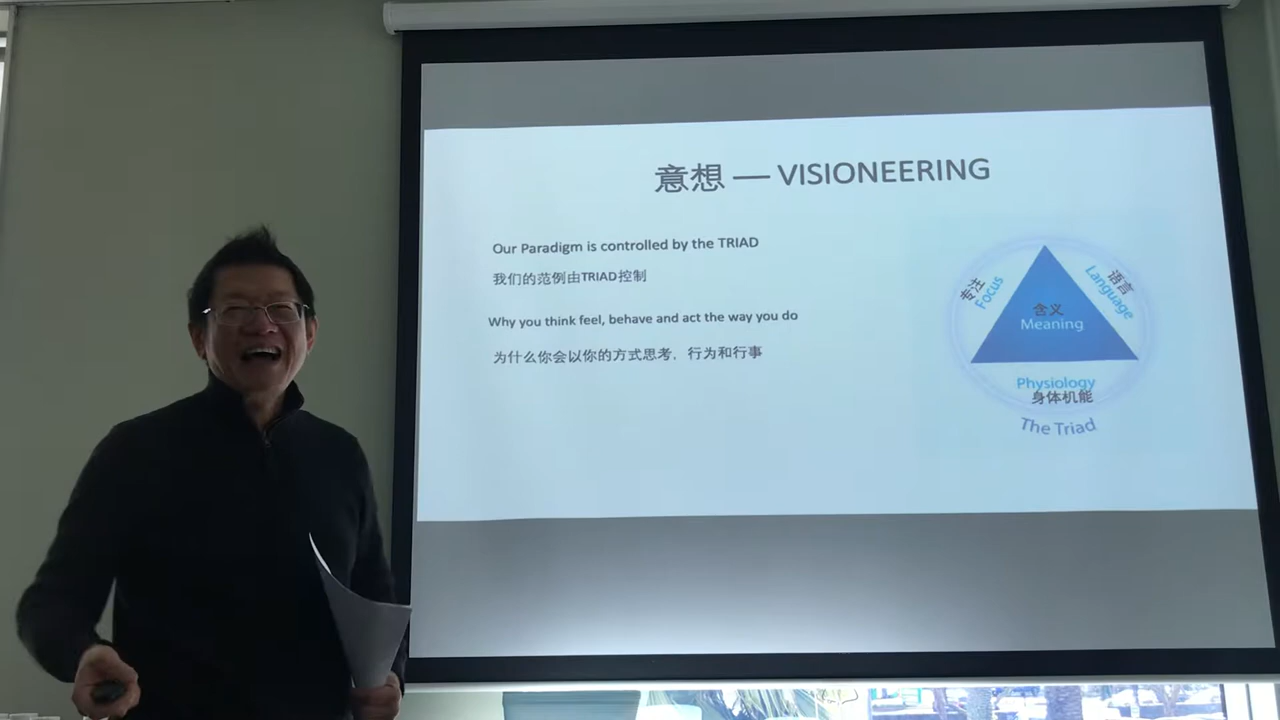 意想 — VISIONEERING
Our Paradigm is controlled by the TRIAD
我们的范例由TRIAD控制
Why you think feel, behave and act the way you do
为什么你会以你的方式思考，行为和行事
专注
Focus
语言
Language
含义
Meaning
Physiology
身体机能
The Triad